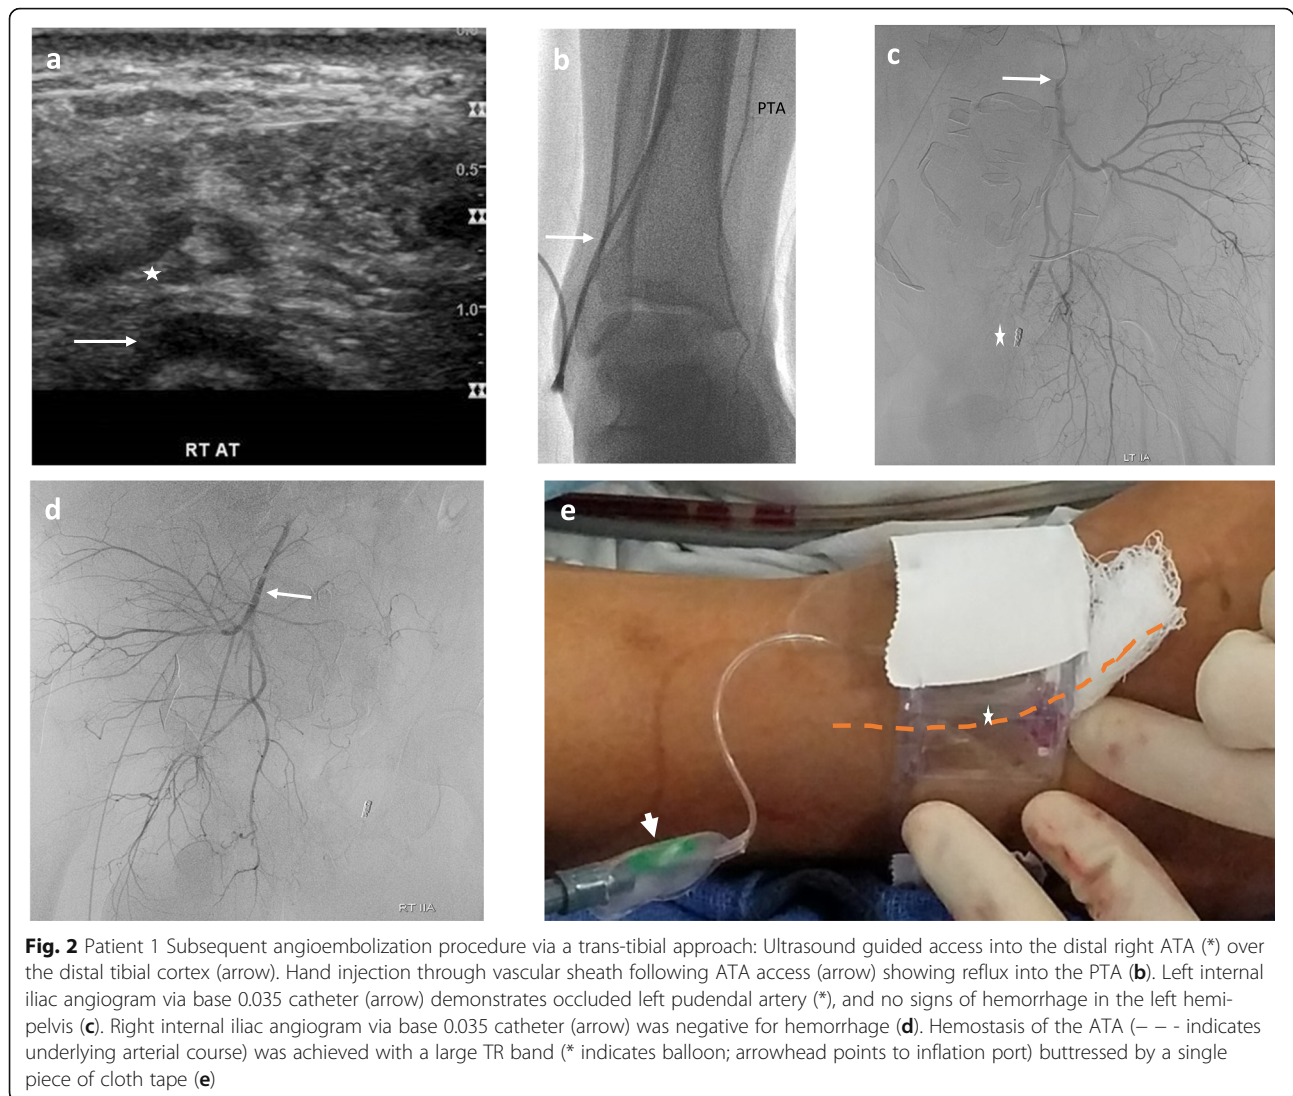 a
0.0
0.5
1.0
RT AT
b
PTA
c
LT IIA
d
RT IIA
e
Fig. 2 Patient 1 Subsequent angioembolization procedure via a trans-tibial approach: Ultrasound guided access into the distal right ATA (*) over
the distal tibial cortex (arrow). Hand injection through vascular sheath following ATA access (arrow) showing reflux into the PTA (b). Left internal
iliac angiogram via base 0.035 catheter (arrow) demonstrates occluded left pudendal artery (*), and no signs of hemorrhage in the left hemi-
pelvis (c). Right internal iliac angiogram via base 0.035 catheter (arrow) was negative for hemorrhage (d). Hemostasis of the ATA (− − - indicates
underlying arterial course) was achieved with a large TR band (* indicates balloon; arrowhead points to inflation port) buttressed by a single
piece of cloth tape (e)